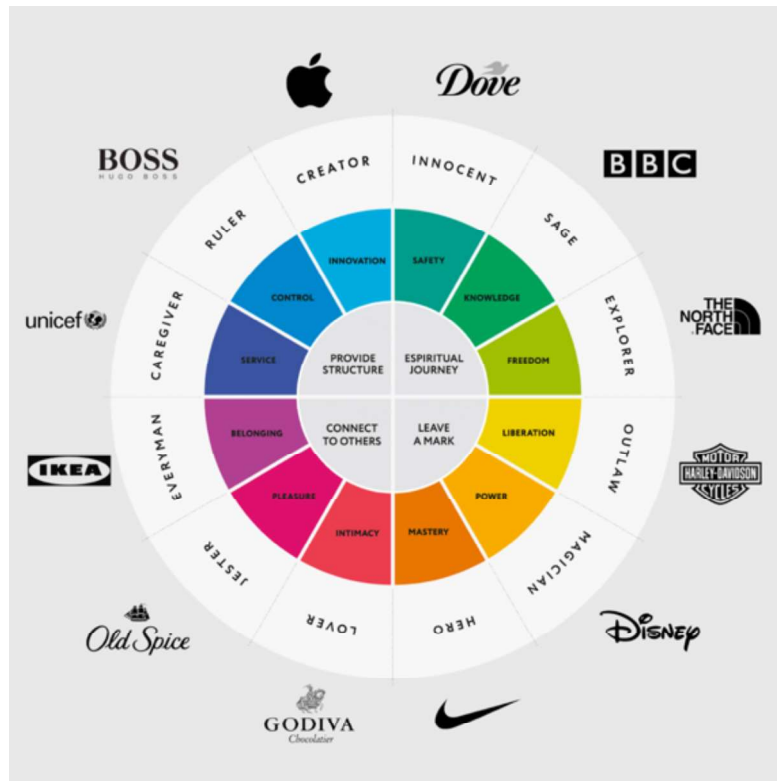 Dove
BOSS
HUGO BOSS
BBC
CREATOR
INNOCENT
RULER
SAGE
INNOVATION
SAFETY
CONTROL
KNOWLEDGE
unicef
CAREGIVER
EXPLORER
THE
NORTH
FACE
SERVICE
PROVIDE
STRUCTURE
ESPIRITUAL
JOURNEY
FREEDOM
BELONGING
CONNECT
TO OTHERS
LEAVE
A MARK
LIBERATION
IKEA
EVERYMAN
OUTLAW
MOTOR
HARLEY-DAVIDSON
CYCLES
PLEASURE
POWER
INTIMACY
MASTERY
JESTER
MAGICIAN
LOVER
HERO
Old Spice
DISNEY
GODIVA
Chocolatier